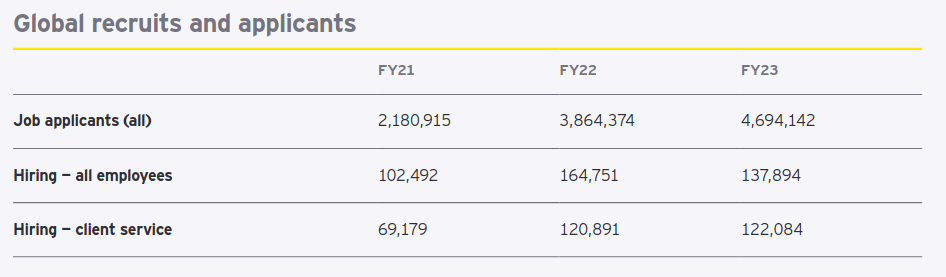 Global recruits and applicants
FY21 FY22 FY23
Job applicants (all) 2,180,915 3,864,374 4,694,142
Hiring – all employees 102,492 164,751 137,894
Hiring – client service 69,179 120,891 122,084